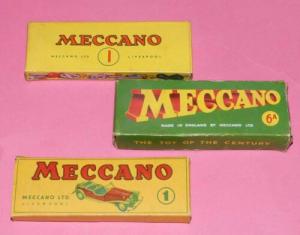 MECCANO
1
MECCANO LTD LIVERPOOL
MECCANO
6A
MADE IN ENGLAND BY MECCANO LTD
THE TOY OF THE CENTURY
MECCANO
MECCANO LTD
LIVERPOOL
1